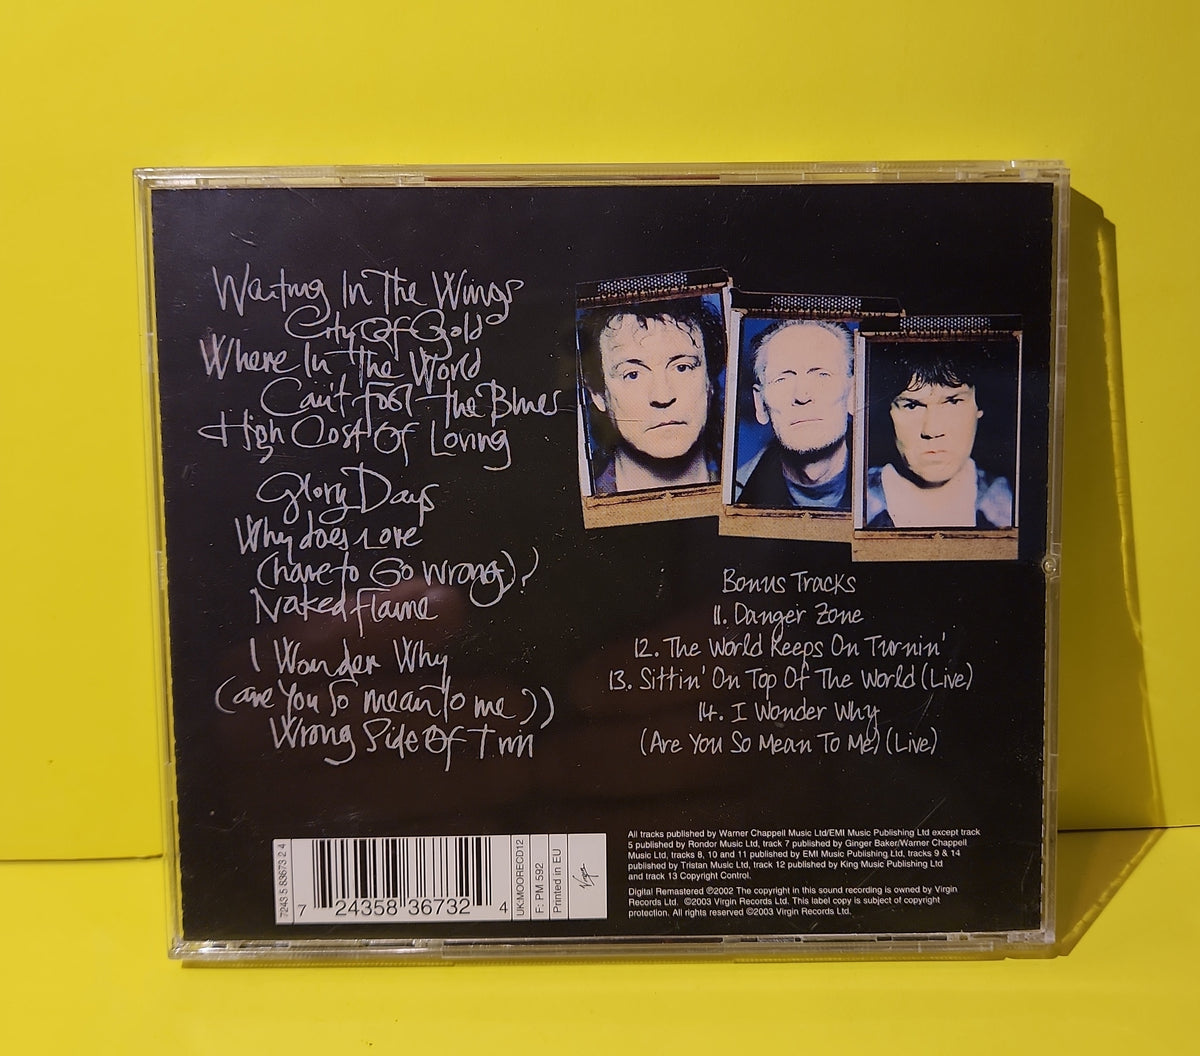 Waiting In The Wings
City Of Gold
Where In The World
Can't Fool The Blues
High Cost Of Loving
Glory Days
Why does Love
(have to Go wrong)?
Naked flame
I Wonder Why
(are You So mean To me?)
Wrong Side Of Town
Bonus Tracks
11. Danger Zone
12. The World Keeps On Turnin'
13. Sittin' On Top Of The World (Live)
14. I Wonder Why
(Are You So Mean To Me) (Live)
7243 5 83673 2 4
7 24358 36732 4
UK:MOORECD12
F: PM 592
Printed in EU
Virgin
All tracks published by Warner Chappell Music Ltd/EMI Music Publishing Ltd except track
5 published by Rondor Music Ltd, track 7 published by Ginger Baker/Warner Chappell
Music Ltd, tracks 8, 10 and 11 published by EMI Music Publishing Ltd, tracks 9 & 14
published by Tristan Music Ltd, track 12 published by King Music Publishing Ltd
and track 13 Copyright Control.
Digital Remastered ℗2002 The copyright in this sound recording is owned by Virgin
Records Ltd. ©2003 Virgin Records Ltd. This label copy is subject of copyright
protection. All rights reserved ©2003 Virgin Records Ltd.